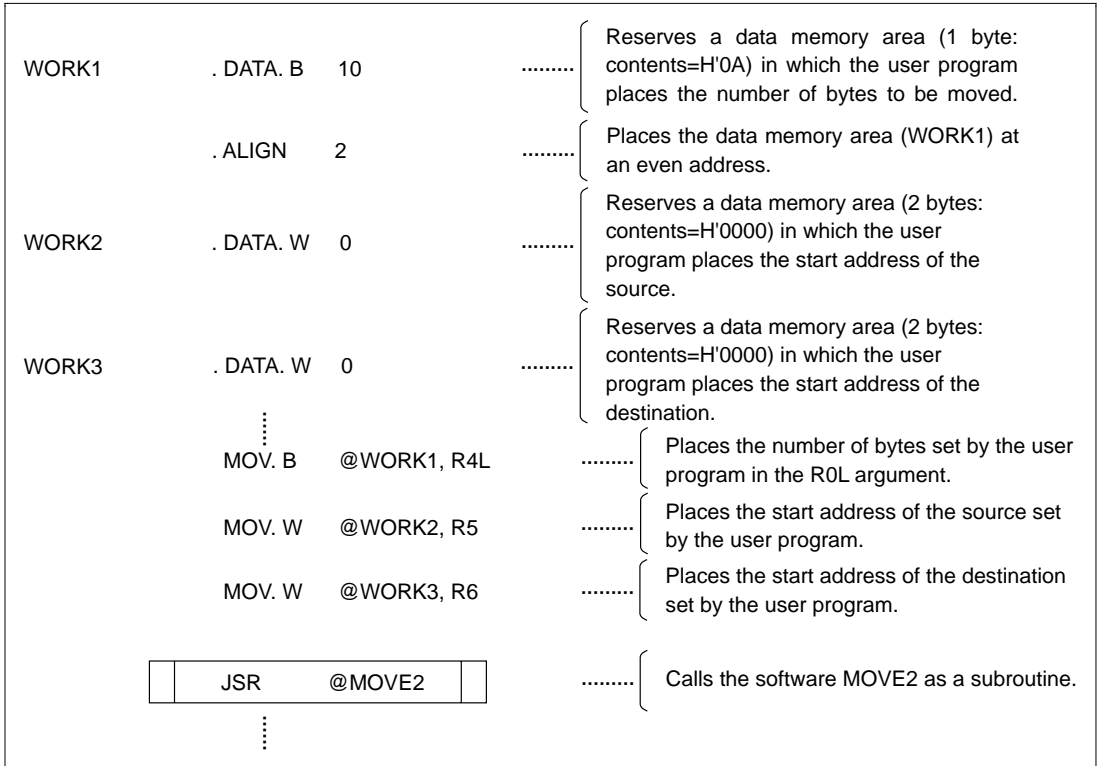 WORK1 . DATA. B 10 ......... Reserves a data memory area (1 byte:
contents=H'0A) in which the user program
places the number of bytes to be moved.
. ALIGN 2 ......... Places the data memory area (WORK1) at
an even address.
WORK2 . DATA. W 0 ......... Reserves a data memory area (2 bytes:
contents=H'0000) in which the user
program places the start address of the
source.
WORK3 . DATA. W 0 ......... Reserves a data memory area (2 bytes:
contents=H'0000) in which the user
program places the start address of the
destination.
MOV. B @WORK1, R4L ......... Places the number of bytes set by the user
program in the R0L argument.
MOV. W @WORK2, R5 ......... Places the start address of the source set
by the user program.
MOV. W @WORK3, R6 ......... Places the start address of the destination
set by the user program.
JSR @MOVE2 ......... Calls the software MOVE2 as a subroutine.